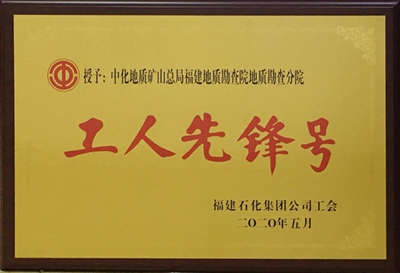 授予：中化地质矿山总局福建地质勘查院地质勘查分院
工人先锋号
福建石化集团公司工会
二〇二〇年五月